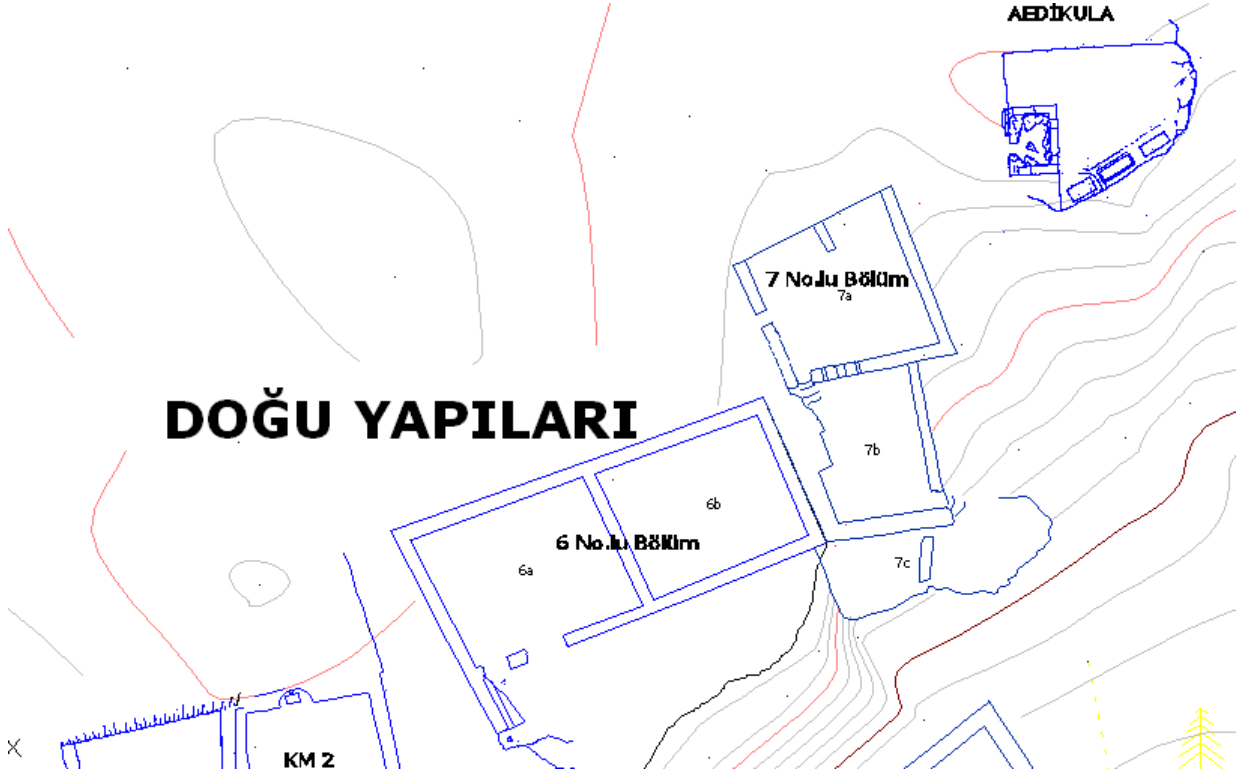 AEDİKULA
7 No.lu Bölüm
7a
DOĞU YAPILARI
7b
6b
6 No.lu Bölüm
6a
7c
KM 2